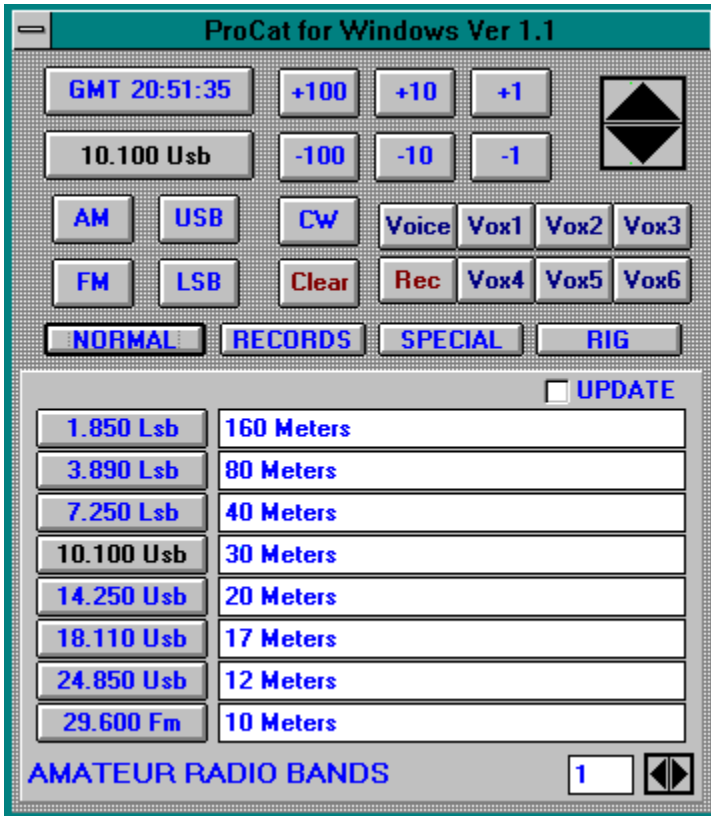 ProCat for Windows Ver 1.1
GMT 20:51:35 +100 +10 +1
10.100 Usb -100 -10 -1
AM USB CW Voice Vox1 Vox2 Vox3
FM LSB Clear Rec Vox4 Vox5 Vox6
NORMAL RECORDS SPECIAL RIG
UPDATE
1.850 Lsb 160 Meters
3.890 Lsb 80 Meters
7.250 Lsb 40 Meters
10.100 Usb 30 Meters
14.250 Usb 20 Meters
18.110 Usb 17 Meters
24.850 Usb 12 Meters
29.600 Fm 10 Meters
AMATEUR RADIO BANDS 1